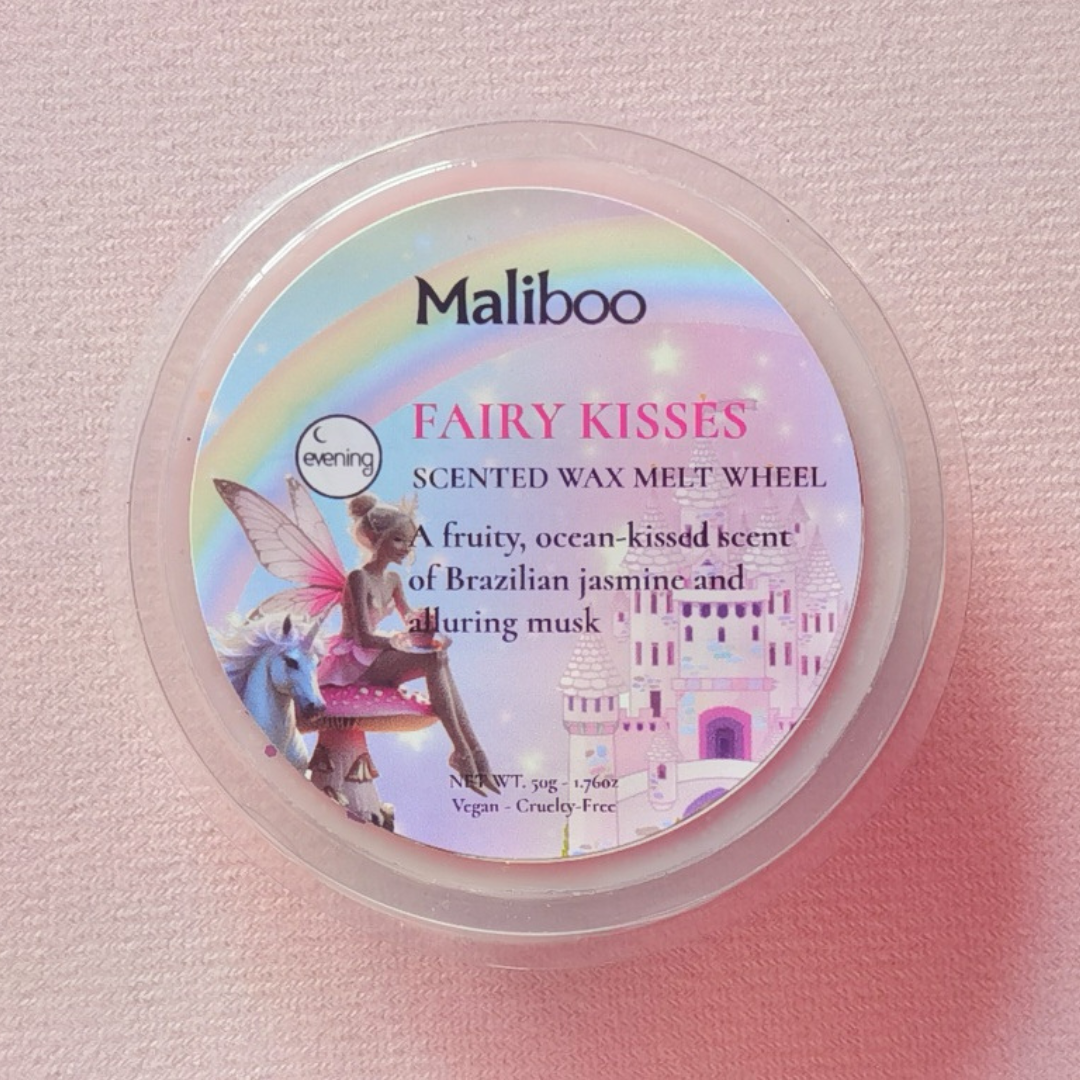 Maliboo
FAIRY KISSES
evening
SCENTED WAX MELT WHEEL
A fruity, ocean-kissed scent
of Brazilian jasmine and
alluring musk
NET WT. 50g - 1.76oz
Vegan - Cruelty-Free